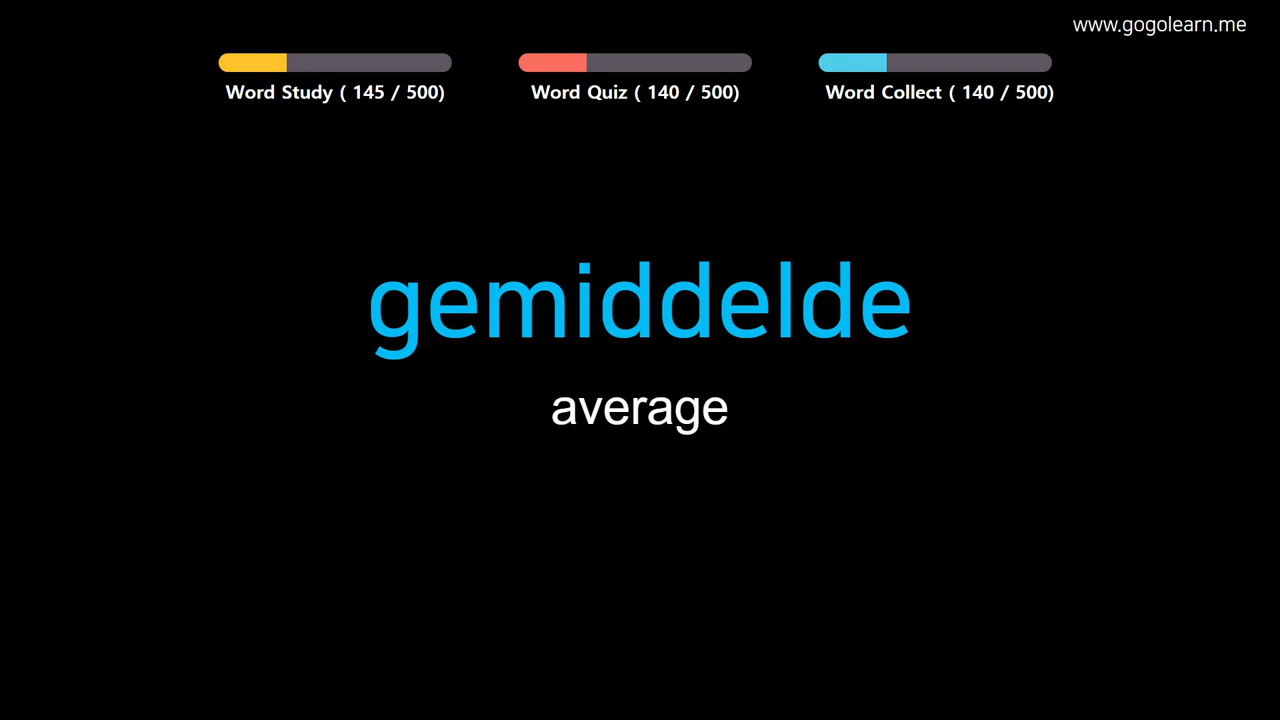 www.gogolearn.me
Word Study ( 145 / 500)
Word Quiz ( 140 / 500)
Word Collect ( 140 / 500)
gemiddelde
average